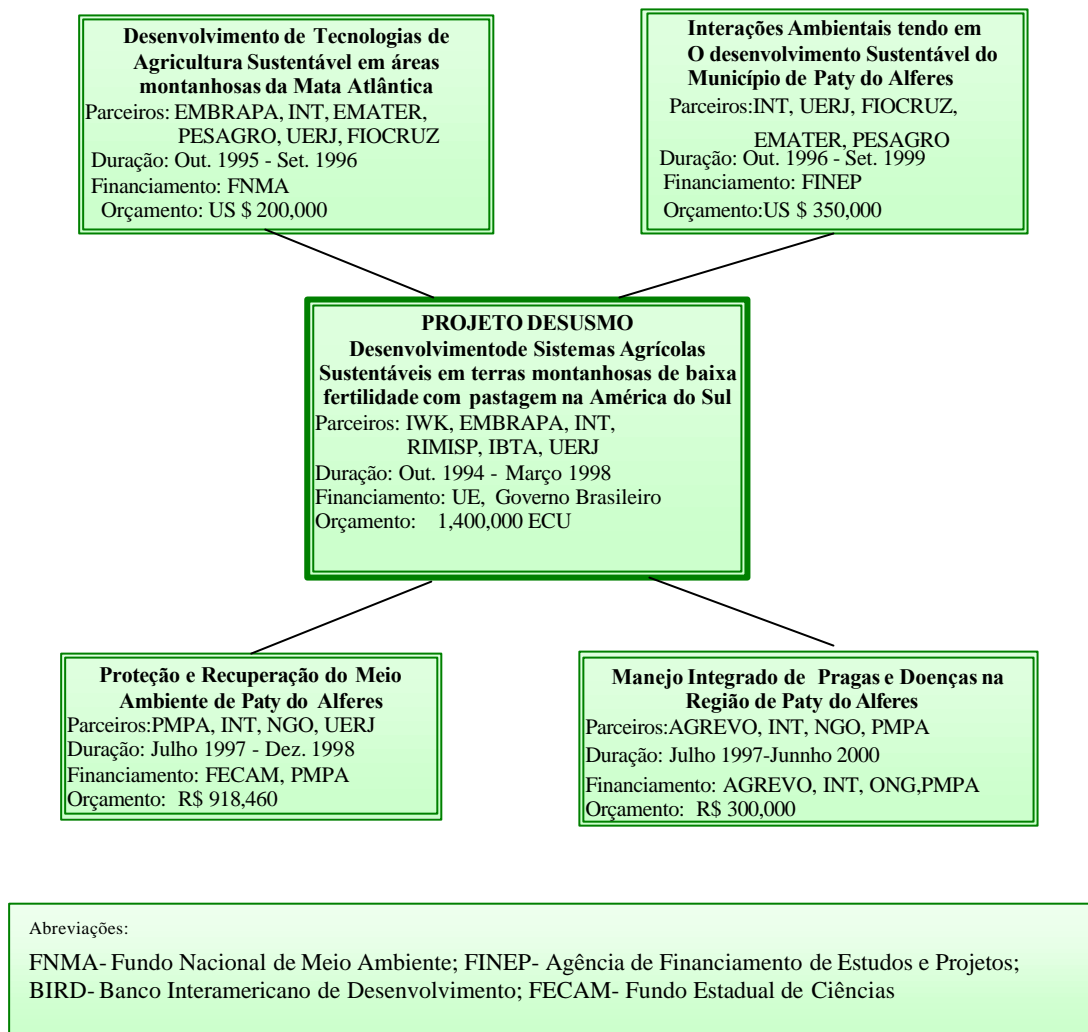 Desenvolvimento de Tecnologias de
Agricultura Sustentável em áreas
montanhosas da Mata Atlântica
Parceiros: EMBRAPA, INT, EMATER,
PESAGRO, UERJ, FIOCRUZ
Duração: Out. 1995 - Set. 1996
Financiamento: FNMA
Orçamento: US $ 200,000
Interações Ambientais tendo em
O desenvolvimento Sustentável do
Município de Paty do Alferes
Parceiros:INT, UERJ, FIOCRUZ,
EMATER, PESAGRO
Duração: Out. 1996 - Set. 1999
Financiamento: FINEP
Orçamento:US $ 350,000
PROJETO DESUSMO
Desenvolvimentode Sistemas Agrícolas
Sustentáveis em terras montanhosas de baixa
fertilidade com pastagem na América do Sul
Parceiros: IWK, EMBRAPA, INT,
RIMISP, IBTA, UERJ
Duração: Out. 1994 - Março 1998
Financiamento: UE, Governo Brasileiro
Orçamento: 1,400,000 ECU
Proteção e Recuperação do Meio
Ambiente de Paty do Alferes
Parceiros:PMPA, INT, NGO, UERJ
Duração: Julho 1997 - Dez. 1998
Financiamento: FECAM, PMPA
Orçamento: R$ 918,460
Manejo Integrado de Pragas e Doenças na
Região de Paty do Alferes
Parceiros:AGREVO, INT, NGO, PMPA
Duração: Julho 1997-Junnho 2000
Financiamento: AGREVO, INT, ONG,PMPA
Orçamento: R$ 300,000
Abreviações:
FNMA- Fundo Nacional de Meio Ambiente; FINEP- Agência de Financiamento de Estudos e Projetos;
BIRD- Banco Interamericano de Desenvolvimento; FECAM- Fundo Estadual de Ciências